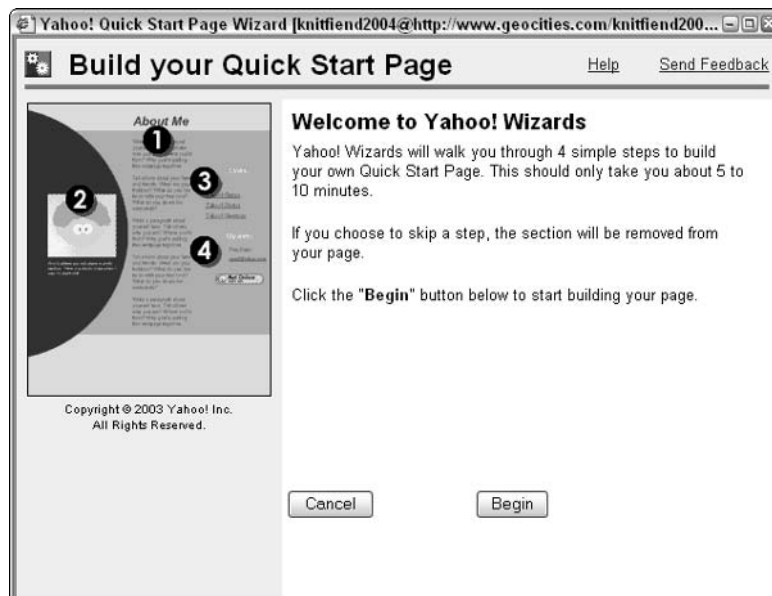 Yahoo! Quick Start Page Wizard [knitfiend2004@http://www.geocities.com/knitfiend200...
Build your Quick Start Page
Help
Send Feedback
About Me
1
2
3
4
Copyright © 2003 Yahoo! Inc.
All Rights Reserved.
Welcome to Yahoo! Wizards
Yahoo! Wizards will walk you through 4 simple steps to build
your own Quick Start Page. This should only take you about 5 to
10 minutes.
If you choose to skip a step, the section will be removed from
your page.
Click the "Begin" button below to start building your page.
Cancel
Begin